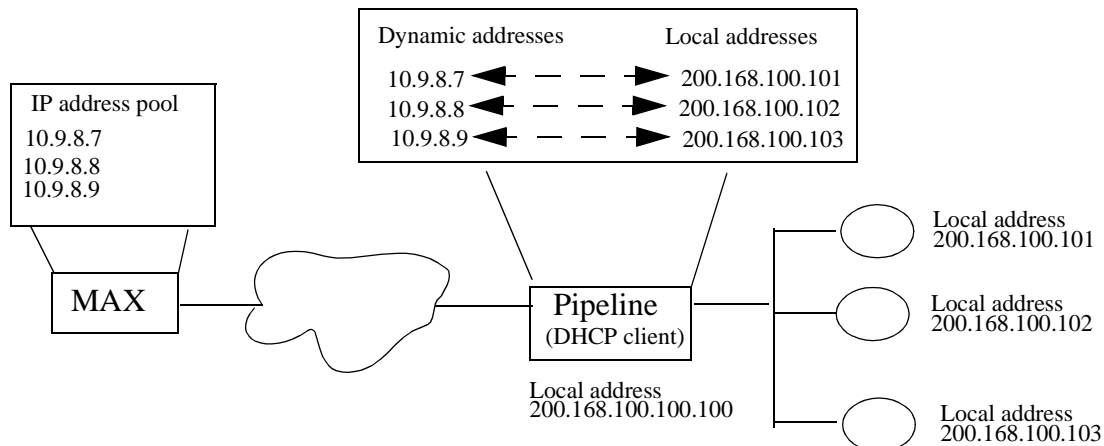 Dynamic addresses Local addresses
10.9.8.7 200.168.100.101
10.9.8.8 200.168.100.102
10.9.8.9 200.168.100.103
IP address pool
10.9.8.7
10.9.8.8
10.9.8.9
MAX
Pipeline
(DHCP client)
Local address
200.168.100.100.100
Local address
200.168.100.101
Local address
200.168.100.102
Local address
200.168.100.103